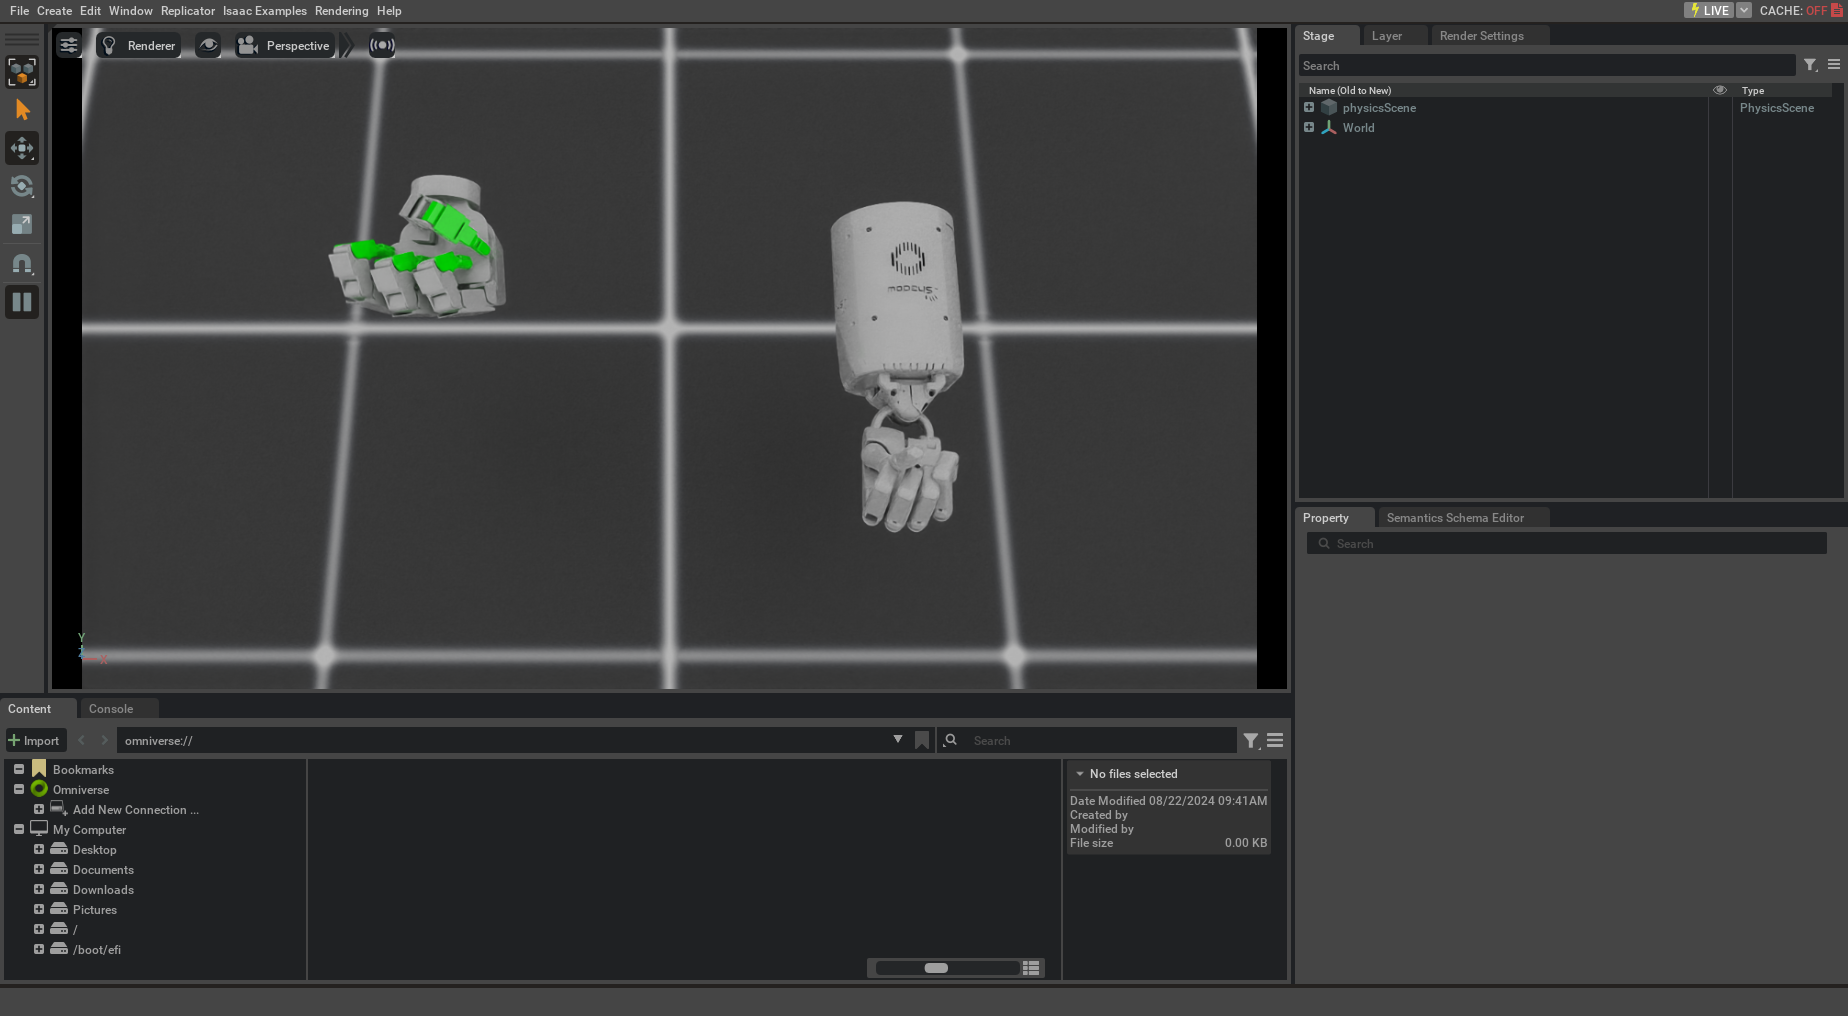 File Create Edit Window Replicator Isaac Examples Rendering Help
LIVE CACHE: OFF
Renderer Perspective
Stage Layer Render Settings
Search
Name (Old to New) Type
physicsScene PhysicsScene
World
Y
Z X
Property Semantics Schema Editor
Search
Content Console
Import omniverse:// Search
Bookmarks
Omniverse
Add New Connection ...
My Computer
Desktop
Documents
Downloads
Pictures
/
/boot/efi
No files selected
Date Modified 08/22/2024 09:41AM
Created by
Modified by
File size 0.00 KB